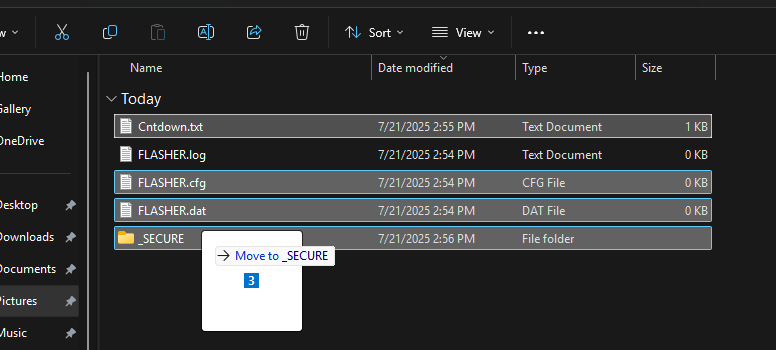 Sort
View
Home
Gallery
OneDrive
Desktop
Downloads
Documents
Pictures
Music
Name Date modified Type Size
Today
Cntdown.txt 7/21/2025 2:55 PM Text Document 1 KB
FLASHER.log 7/21/2025 2:54 PM Text Document 0 KB
FLASHER.cfg 7/21/2025 2:54 PM CFG File 0 KB
FLASHER.dat 7/21/2025 2:54 PM DAT File 0 KB
_SECURE 7/21/2025 2:56 PM File folder
Move to _SECURE
3